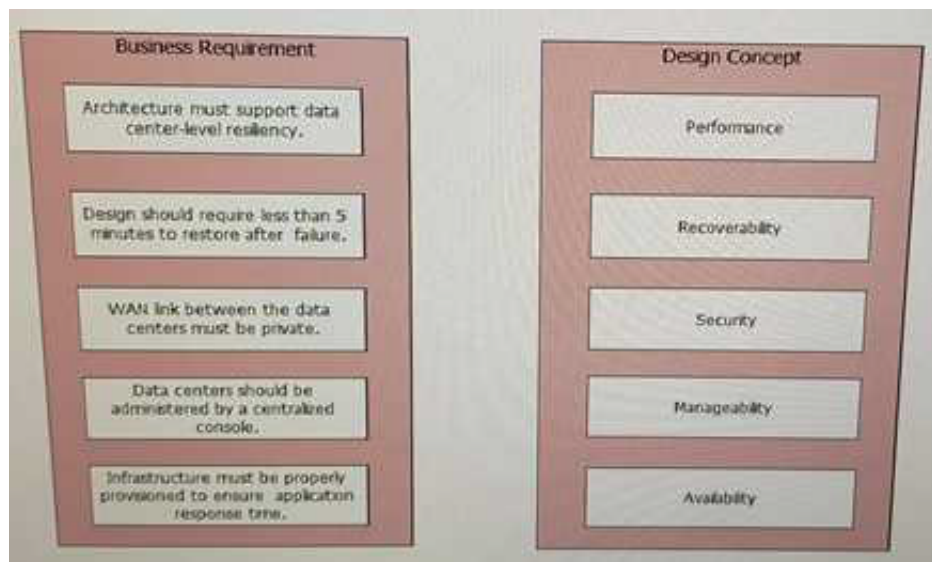 Business Requirement
Architecture must support data
center-level resiliency.
Design should require less than 5
minutes to restore after failure.
WAN link between the data
centers must be private.
Data centers should be
administered by a centralized
console.
Infrastructure must be properly
provisioned to ensure application
response time.
Design Concept
Performance
Recoverability
Security
Manageability
Availability